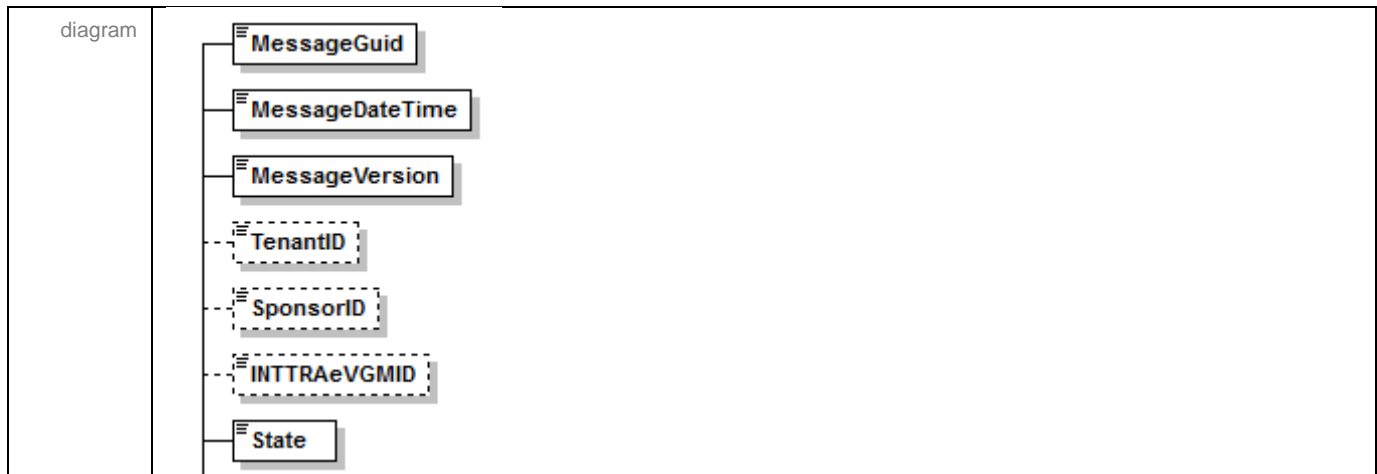 diagram
MessageGuid
MessageDateTime
MessageVersion
TenantID
SponsorID
INTTRAeVGMID
State